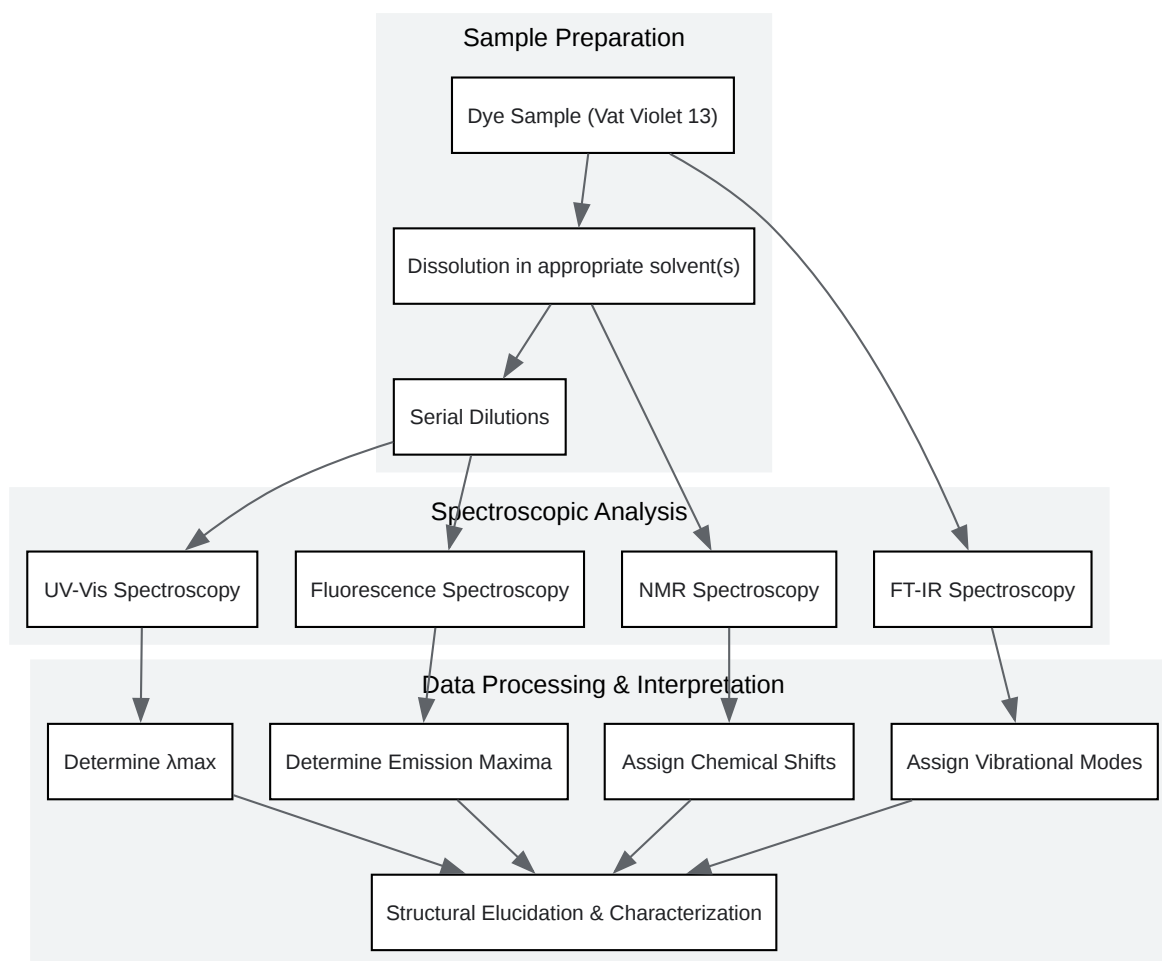 Sample Preparation
Dye Sample (Vat Violet 13)
Dissolution in appropriate solvent(s)
Serial Dilutions
Spectroscopic Analysis
UV-Vis Spectroscopy
Fluorescence Spectroscopy
NMR Spectroscopy
FT-IR Spectroscopy
Data Processing & Interpretation
Determine λmax
Determine Emission Maxima
Assign Chemical Shifts
Assign Vibrational Modes
Structural Elucidation & Characterization